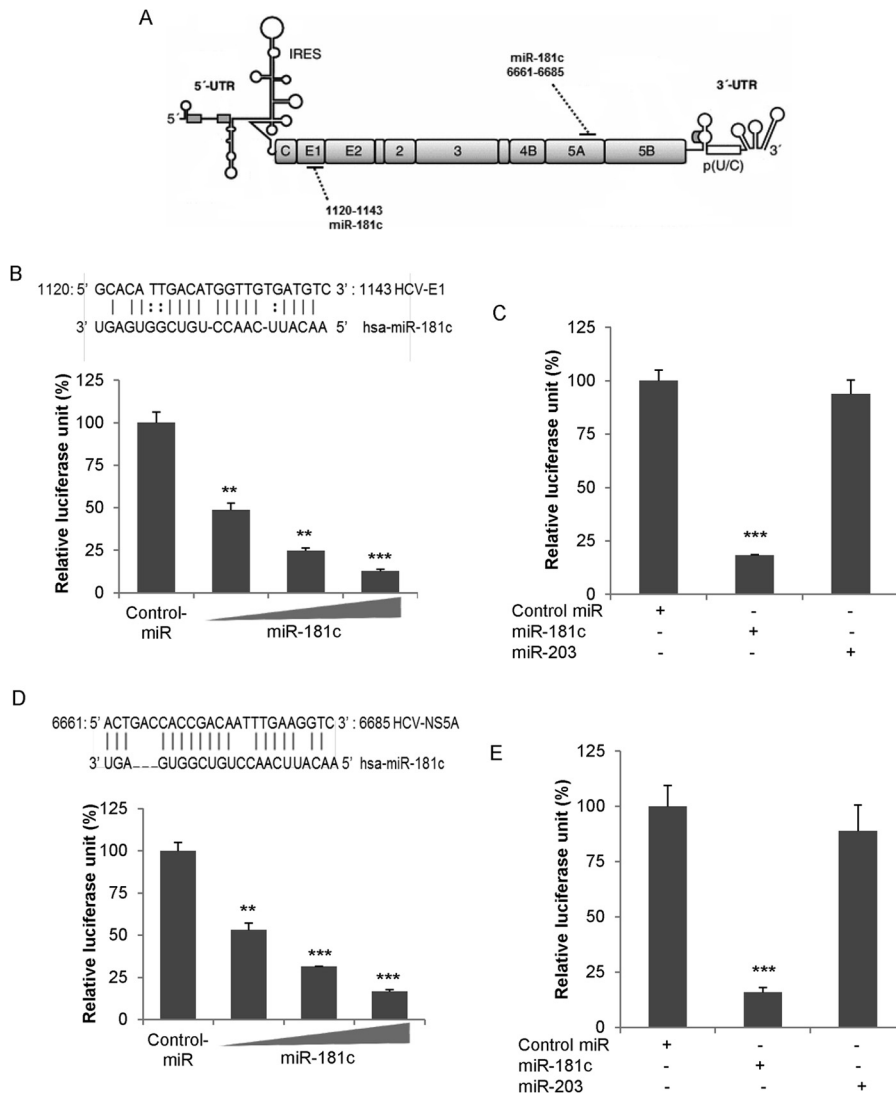 A
IRES
5´-UTR
5´
miR-181c
6661-6685
3´-UTR
C E1 E2 2 3 4B 5A 5B
p(U/C)
3´
1120-1143
miR-181c
B
1120: 5’ GCACA TTGACATGGTTGTGATGTC 3’ : 1143 HCV-E1
3’ UGAGUGGCUGU-CCAAC-UUACAA 5’ hsa-miR-181c
Relative luciferase unit (%)
125
100
75
50
25
0
**
**
***
Control-
miR
miR-181c
C
Relative luciferase unit (%)
125
100
75
50
25
0
***
Control miR + - -
miR-181c - + -
miR-203 - - +
D
6661: 5’ ACTGACCACCGACAATTTGAAGGTC 3’ : 6685 HCV-NS5A
3’ UGA___GUGGCUGUCCAACUUACAA 5’ hsa-miR-181c
Relative luciferase unit (%)
125
100
75
50
25
0
**
***
***
Control-
miR
miR-181c
E
Relative luciferase unit (%)
125
100
75
50
25
0
***
Control miR + - -
miR-181c - + -
miR-203 - - +